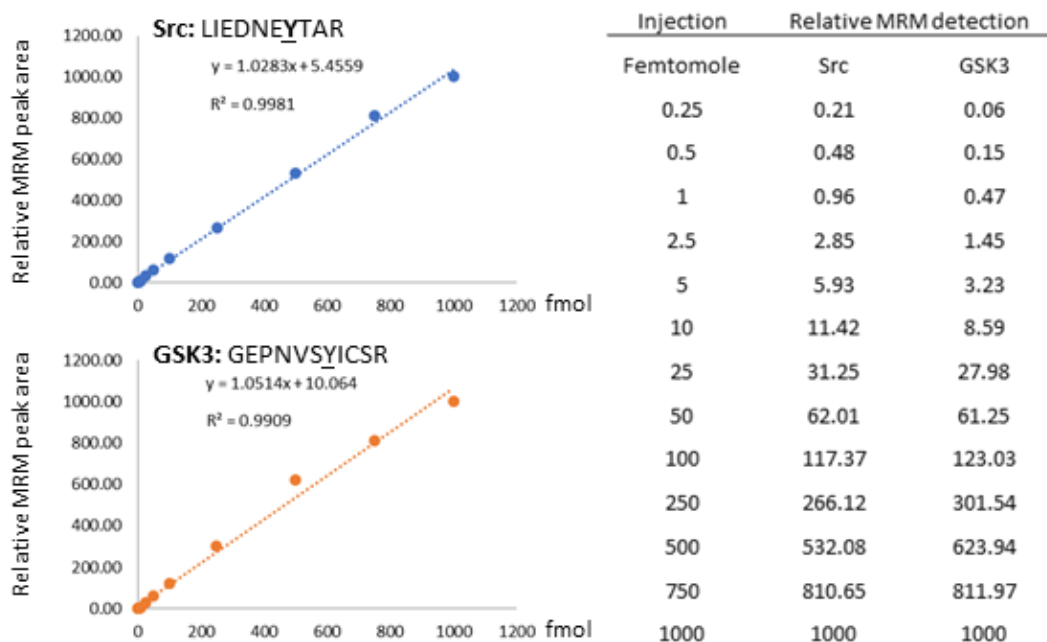 Src: LIEDNEYTAR
y = 1.0283x + 5.4559
R² = 0.9981
Relative MRM peak area
1200.00
1000.00
800.00
600.00
400.00
200.00
0.00
0 200 400 600 800 1000 1200 fmol
GSK3: GEPNVSYICSR
y = 1.0514x + 10.064
R² = 0.9909
Relative MRM peak area
1200.00
1000.00
800.00
600.00
400.00
200.00
0.00
0 200 400 600 800 1000 1200 fmol
Injection Relative MRM detection
Femtomole Src GSK3
0.25 0.21 0.06
0.5 0.48 0.15
1 0.96 0.47
2.5 2.85 1.45
5 5.93 3.23
10 11.42 8.59
25 31.25 27.98
50 62.01 61.25
100 117.37 123.03
250 266.12 301.54
500 532.08 623.94
750 810.65 811.97
1000 1000 1000